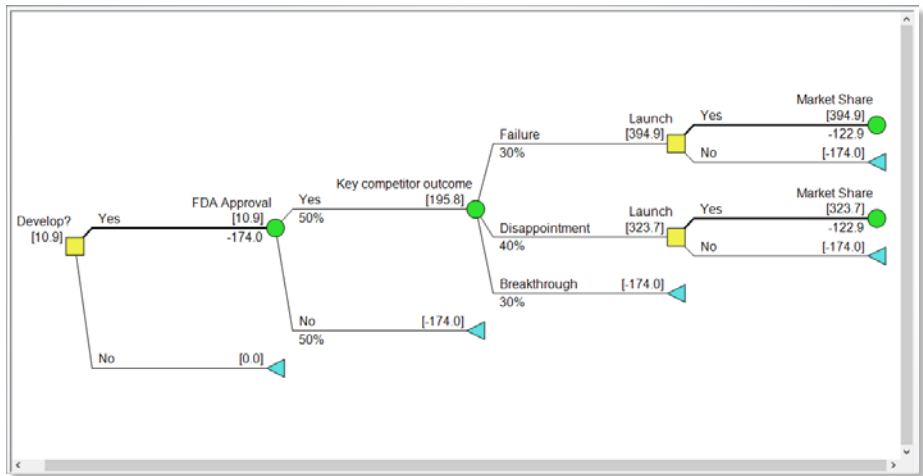 Market Share
Launch
Yes
[394.9]
Failure
[394.9]
-122.9
30%
No
[-174.0]
Key competitor outcome
Market Share
FDA Approval
Yes
[195.8]
Launch
Yes
[323.7]
Develop?
Yes
[10.9]
50%
Disappointment
[323.7]
-122.9
[10.9]
-174.0
40%
No
[-174.0]
Breakthrough
[-174.0]
30%
No
[-174.0]
50%
No
[0.0]